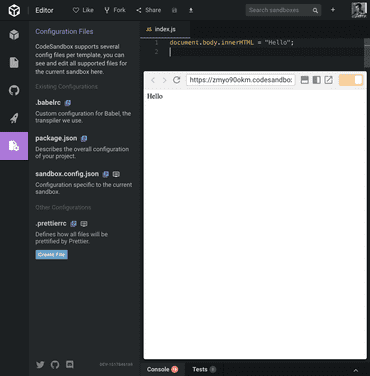 Editor
Like
Fork
Share
Search sandboxes
Configuration Files
CodeSandbox supports several
config files per template, you can
see and edit all supported files for
the current sandbox here.
Existing Configurations
.babelrc
Custom configuration for Babel, the
transpiler we use.
package.json
Describes the overall configuration
of your project.
sandbox.config.json
Configuration specific to the current
sandbox.
Other Configurations
.prettierrc
Defines how all files will be
prettified by Prettier.
Create File
index.js
1 document.body.innerHTML = "Hello";
2
https://zmyo90okm.codesandbo
Hello
Console
Tests